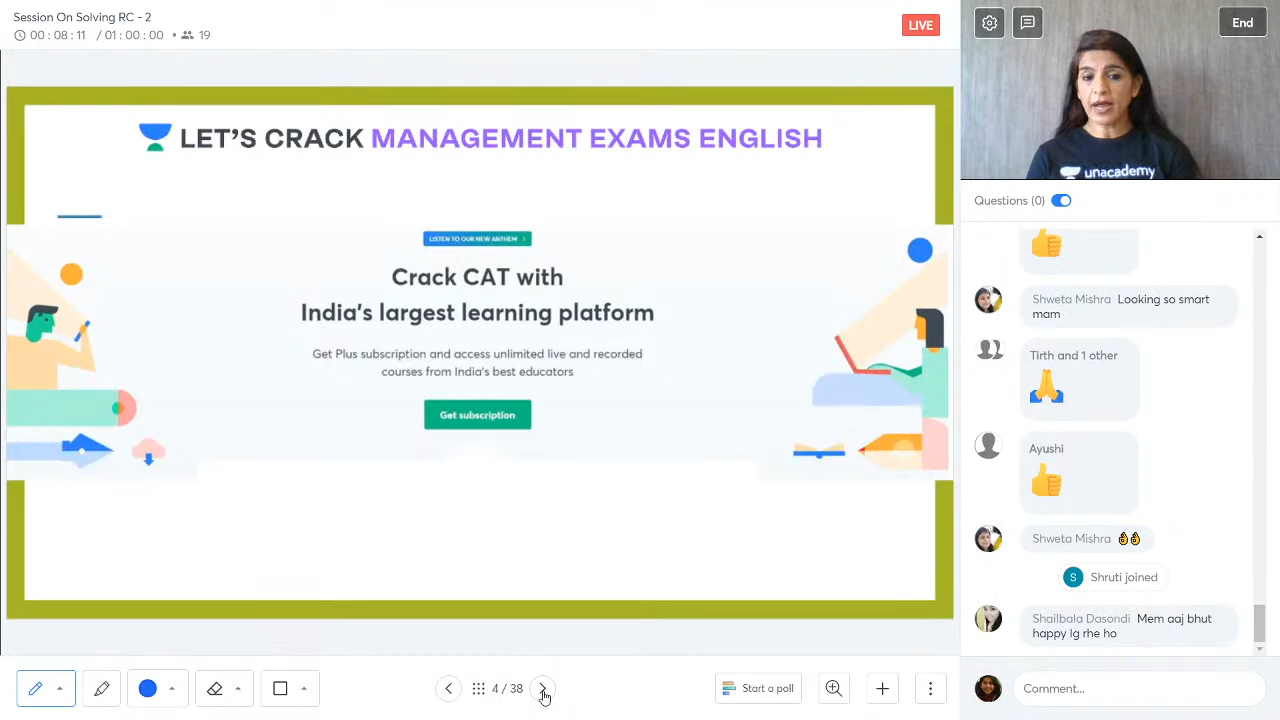 Session On Solving RC - 2
00 : 08 : 11 / 01 : 00 : 00 • 19
LIVE
LET'S CRACK MANAGEMENT EXAMS ENGLISH
LISTEN TO OUR NEW ANTHEM >
Crack CAT with
India's largest learning platform
Get Plus subscription and access unlimited live and recorded
courses from India's best educators
Get subscription
4 / 38
Start a poll
End
unacademy
Questions (0)
Shweta Mishra Looking so smart
mam
Tirth and 1 other
Ayushi
Shweta Mishra 👌👌
S Shruti joined
Shailbala Dasondi Mem aaj bhut
happy lg rhe ho
Comment...